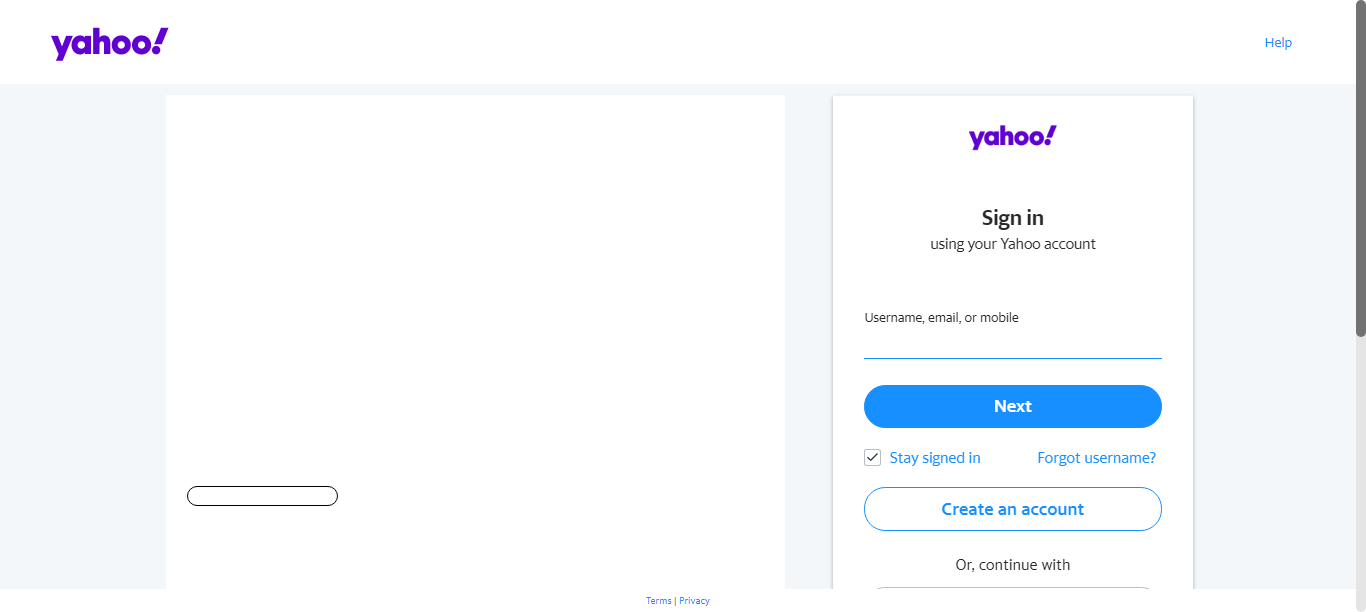 yahoo!
Help
yahoo!
Sign in
using your Yahoo account
Username, email, or mobile
Next
Stay signed in
Forgot username?
Create an account
Or, continue with
Terms | Privacy